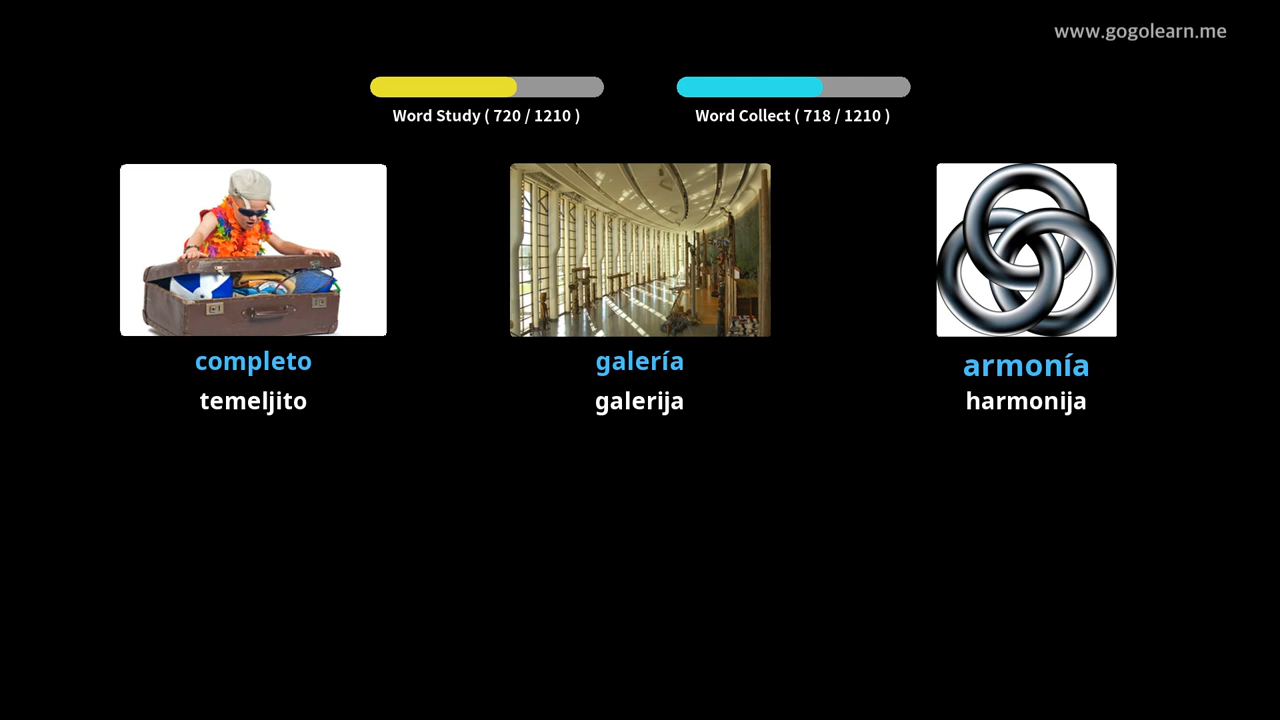 www.gogolearn.me
Word Study ( 720 / 1210 )
Word Collect ( 718 / 1210 )
completo
temeljito
galería
galerija
armonía
harmonija